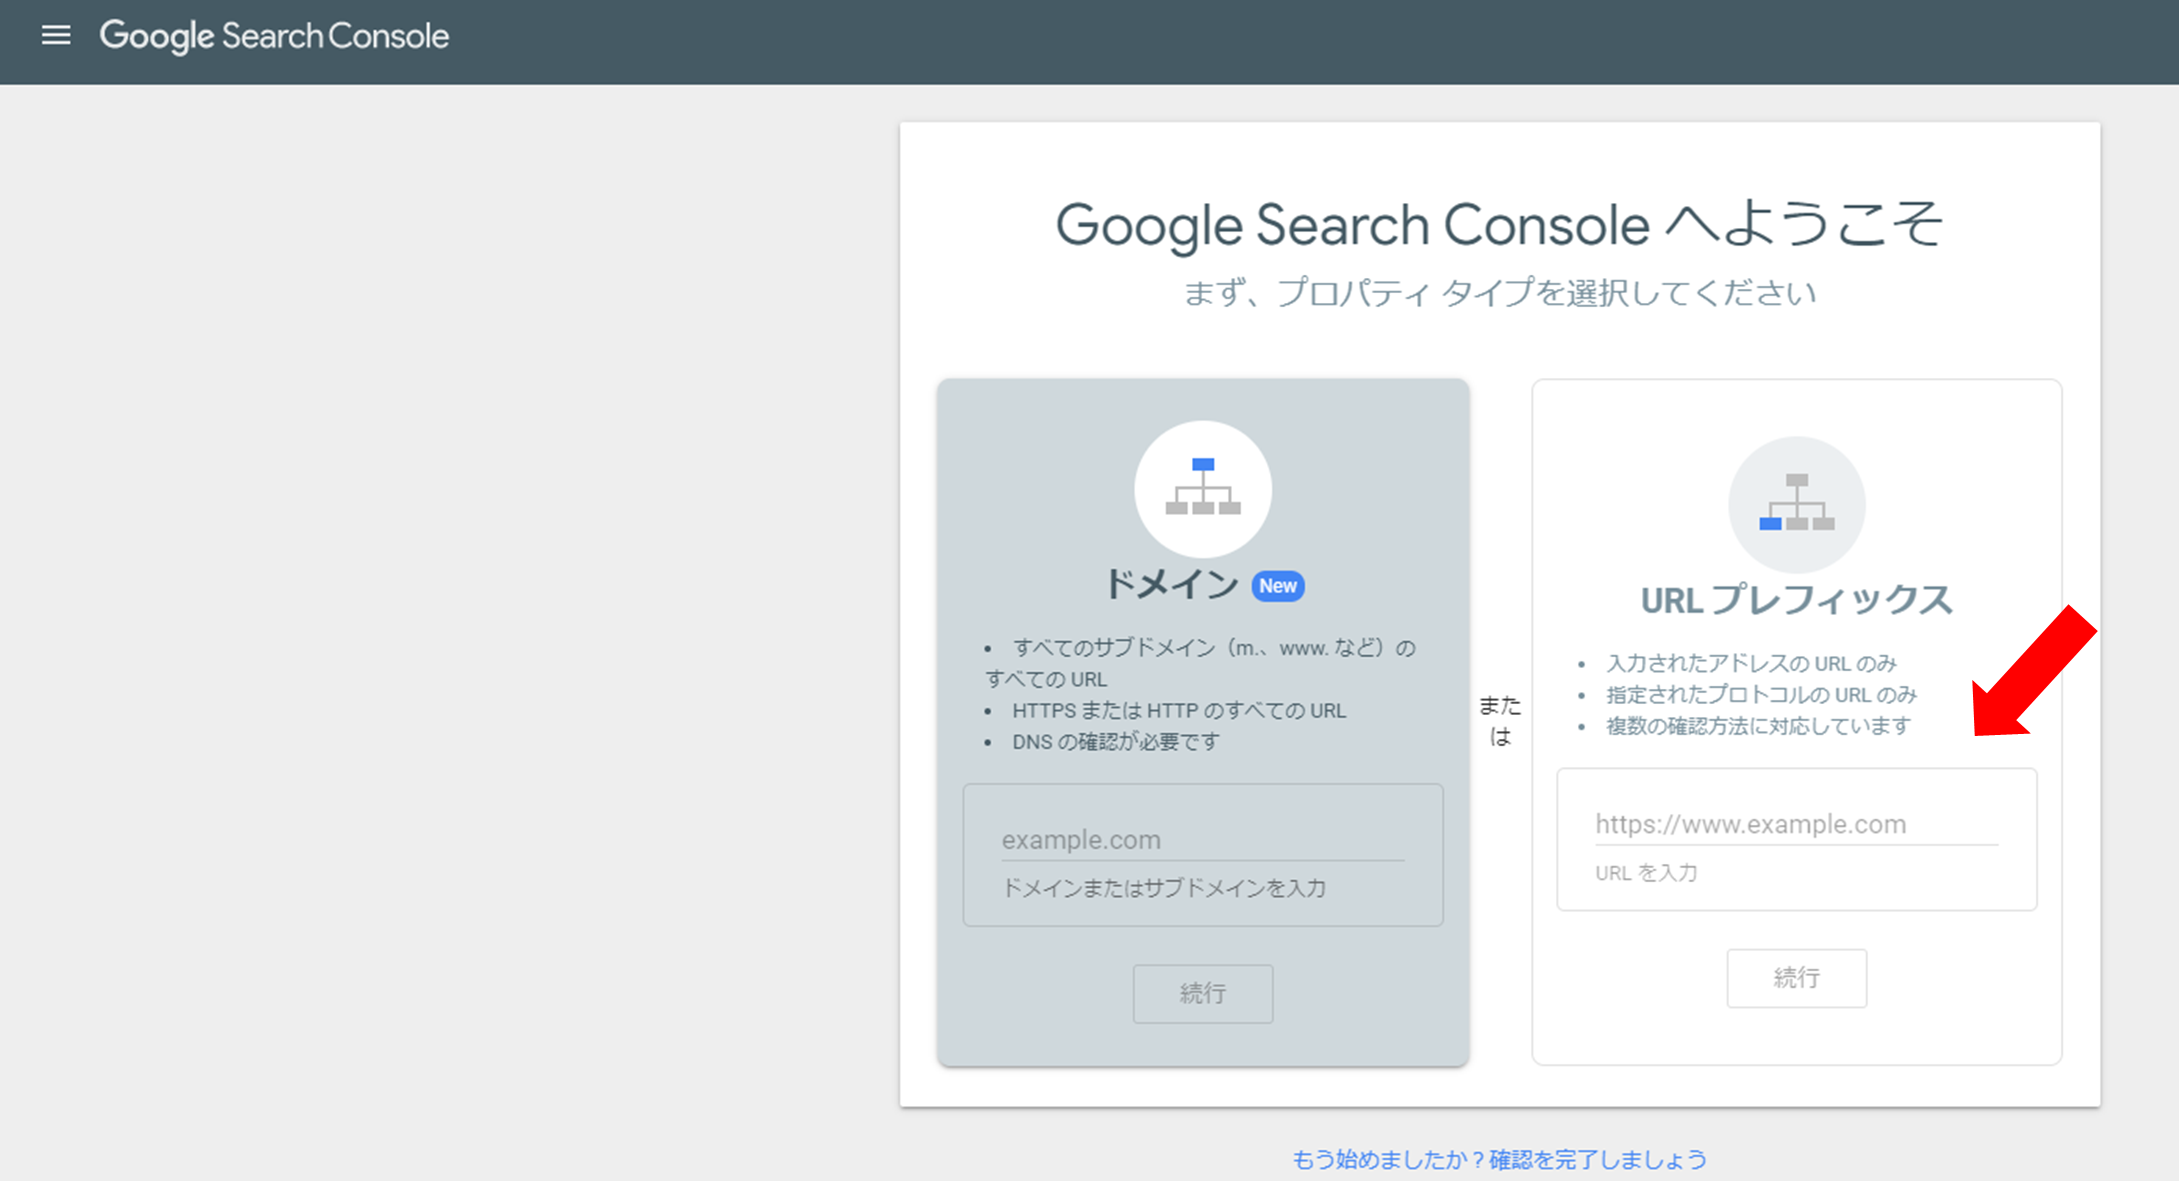 Google Search Console
Google Search Console へようこそ
まず、プロパティ タイプを選択してください
ドメイン New
• すべてのサブドメイン（m.、www. など）の
すべての URL
• HTTPS または HTTP のすべての URL
• DNS の確認が必要です
example.com
ドメインまたはサブドメインを入力
続行
また
は
URL プレフィックス
• 入力されたアドレスの URL のみ
• 指定されたプロトコルの URL のみ
• 複数の確認方法に対応しています
https://www.example.com
URL を入力
続行
もう始めましたか？確認を完了しましょう